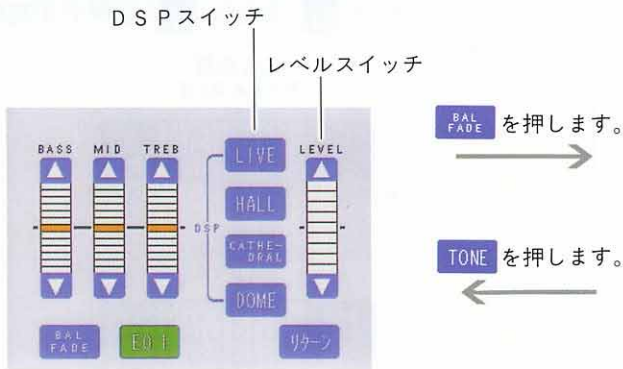 DSPスイッチ
レベルスイッチ
BASS MID TREB
LIVE
LEVEL
HALL
DSP
CATHE-
DRAL
DOME
BAL
FADE
リターン
BAL
FADE を押します。
TONE を押します。